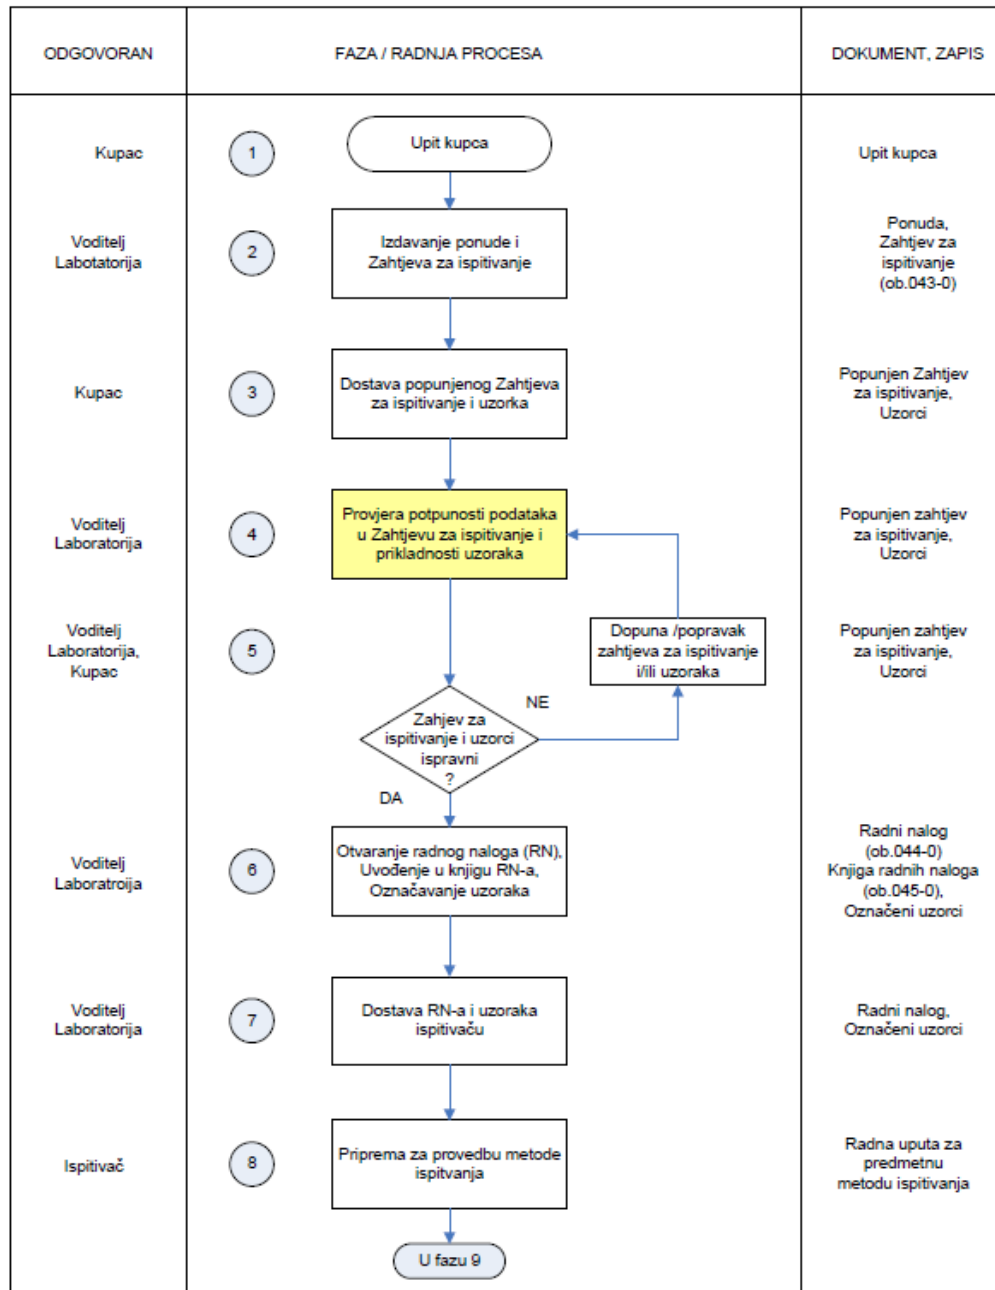 ODGOVORAN
FAZA / RADNJA PROCESA
DOKUMENT, ZAPIS
Kupac
1
Upit kupca
Upit kupca
Voditelj
Labotatorija
2
Izdavanje ponude i
Zahtjeva za ispitivanje
Ponuda,
Zahtjev za
ispitivanje
(ob.043-0)
Kupac
3
Dostava popunjenog Zahtjeva
za ispitivanje i uzorka
Popunjen Zahtjev
za ispitivanje,
Uzorci
Voditelj
Laboratorija
4
Provjera potpunosti podataka
u Zahtjevu za ispitivanje i
prikladnosti uzoraka
Popunjen zahtjev
za ispitivanje,
Uzorci
Voditelj
Laboratorija,
Kupac
5
Dopuna /popravak
zahtjeva za ispitivanje
i/ili uzoraka
Popunjen zahtjev
za ispitivanje,
Uzorci
Zahjev za
ispitivanje i uzorci
ispravni
?
NE
DA
Voditelj
Laboratroija
6
Otvaranje radnog naloga (RN),
Uvođenje u knjigu RN-a,
Označavanje uzoraka
Radni nalog
(ob.044-0)
Knjiga radnih naloga
(ob.045-0),
Označeni uzorci
Voditelj
Laboratorija
7
Dostava RN-a i uzoraka
ispitivaču
Radni nalog,
Označeni uzorci
Ispitivač
8
Priprema za provedbu metode
ispitvanja
Radna uputa za
predmetnu
metodu ispitivanja
U fazu 9